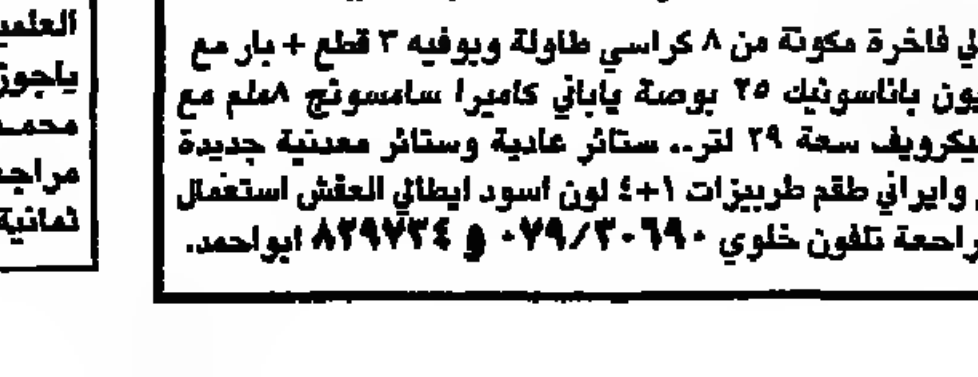 لي فاخرة مكونة من ٨ كراسي طاولة وبوفيه ٣ قطع + بار مع
يون باناسونيك ٢٥ بوصة ياباني كاميرا سامسونج ٨ملم مع
يكرويف سعة ٢٩ لتر.. ستائر عادية وستائر معدنية جديدة
وايراني طقم طربيزات ١+٤ لون اسود ايطالي العفش استعمال
راجعة تلفون خلوي ٠٧٩/٣٠٦٩٠ و ٨٢٩٧٣٤ ابواحمد.
العلمي
ياجوز
محمد
مراجع
ثمانية